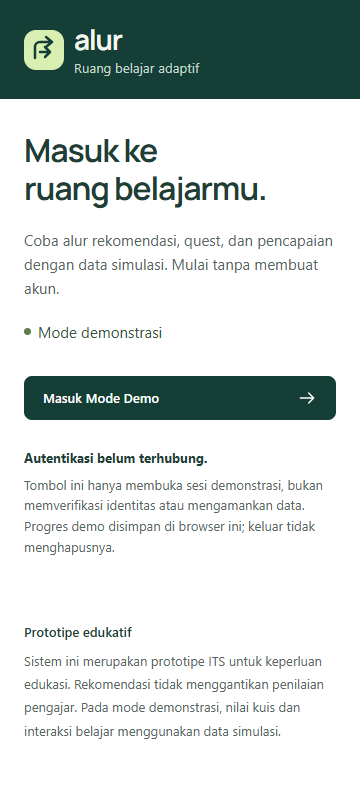 alur
Ruang belajar adaptif
Masuk ke
ruang belajarmu.
Coba alur rekomendasi, quest, dan pencapaian
dengan data simulasi. Mulai tanpa membuat
akun.
Mode demonstrasi
Masuk Mode Demo
Autentikasi belum terhubung.
Tombol ini hanya membuka sesi demonstrasi, bukan
memverifikasi identitas atau mengamankan data.
Progres demo disimpan di browser ini; keluar tidak
menghapusnya.
Prototipe edukatif
Sistem ini merupakan prototipe ITS untuk keperluan
edukasi. Rekomendasi tidak menggantikan penilaian
pengajar. Pada mode demonstrasi, nilai kuis dan
interaksi belajar menggunakan data simulasi.